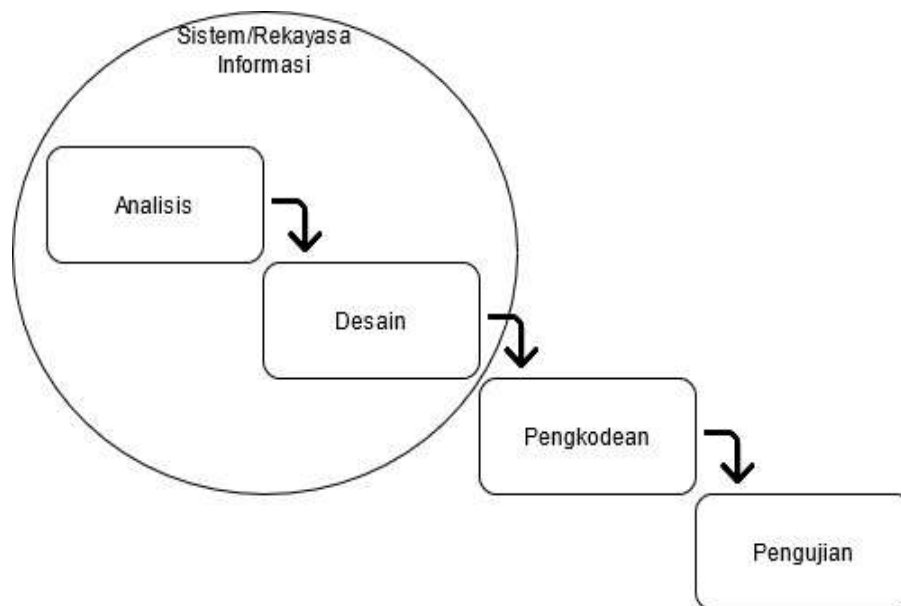 Sistem/Rekayasa
Informasi
Analisis
Desain
Pengkodean
Pengujian